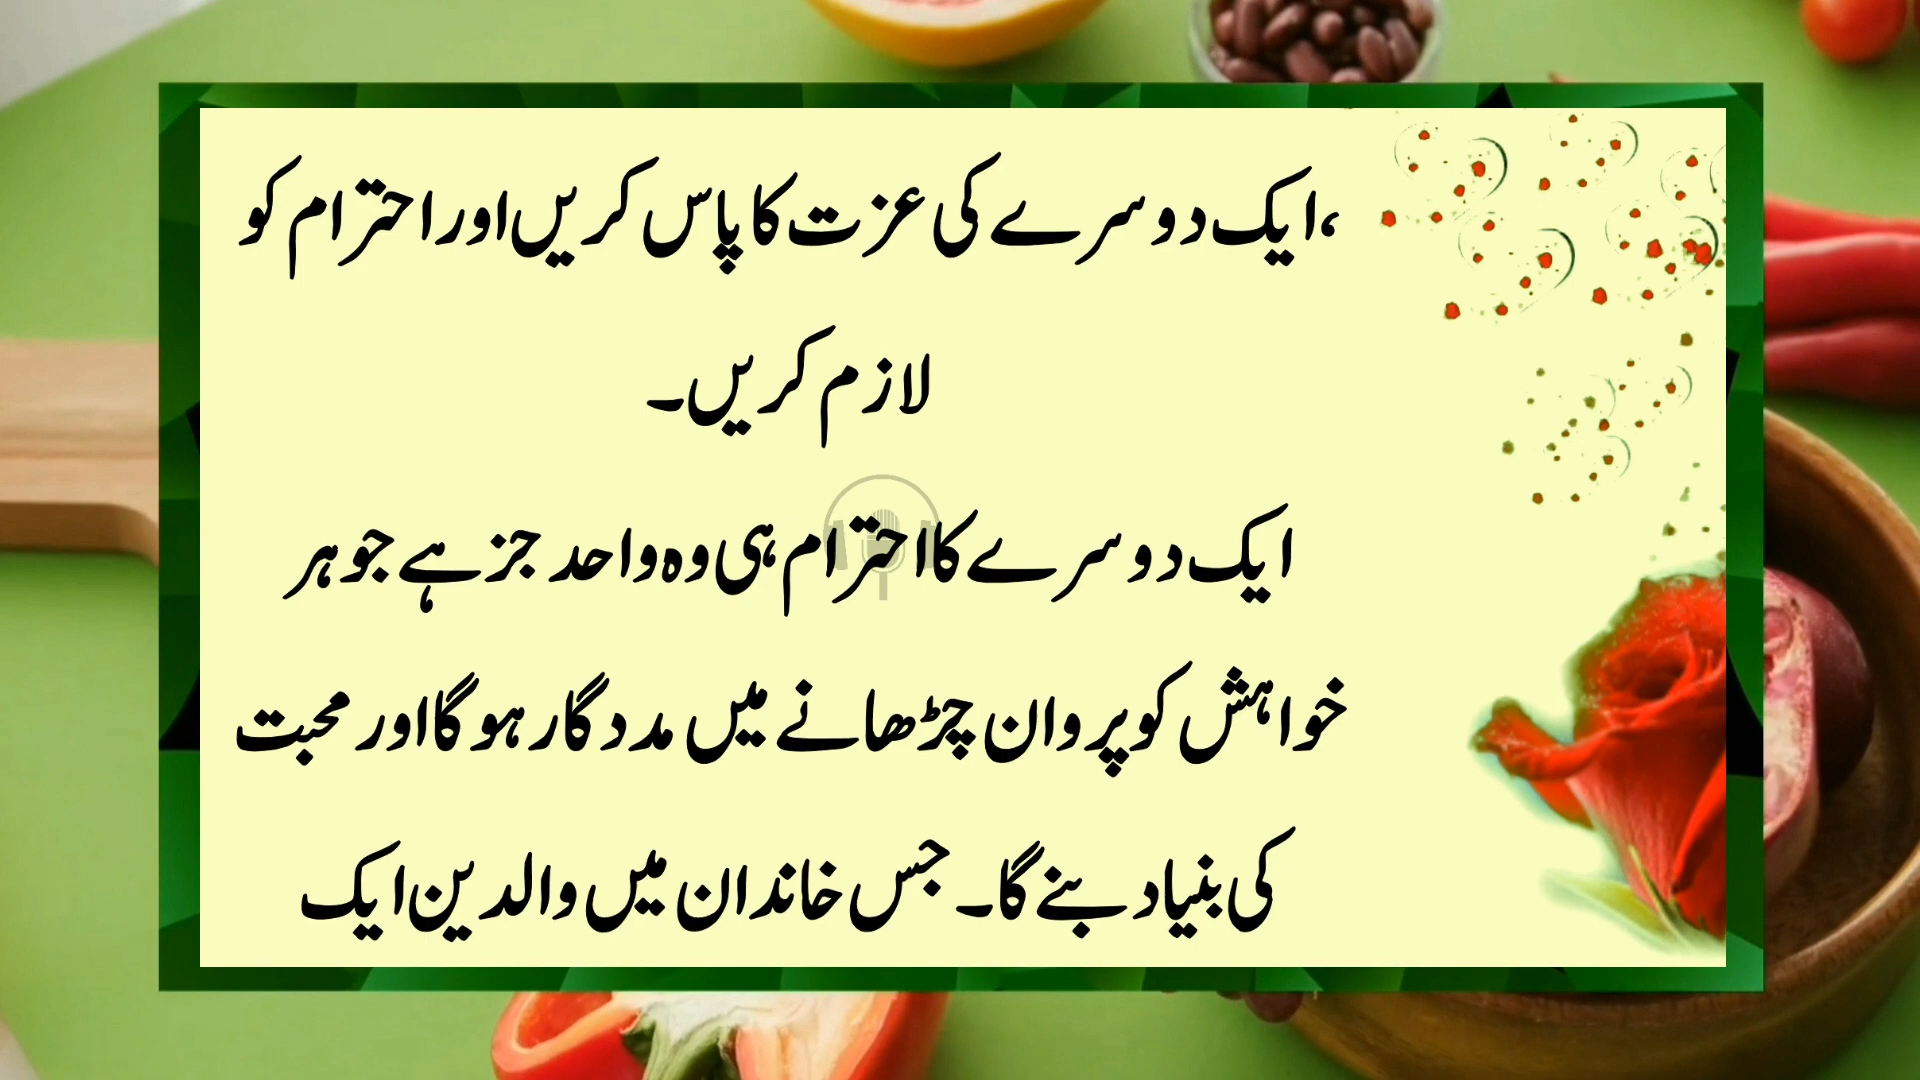 ،ایک دوسرے کی عزت کا پاس کریں اور احترام کو
لازم کریں۔
ایک دوسرے کا احترام ہی وہ واحد جز ہے جو ہر
خواہش کو پروان چڑھانے میں مددگار ہوگا اور محبت
کی بنیاد بنے گا۔ جس خاندان میں والدین ایک